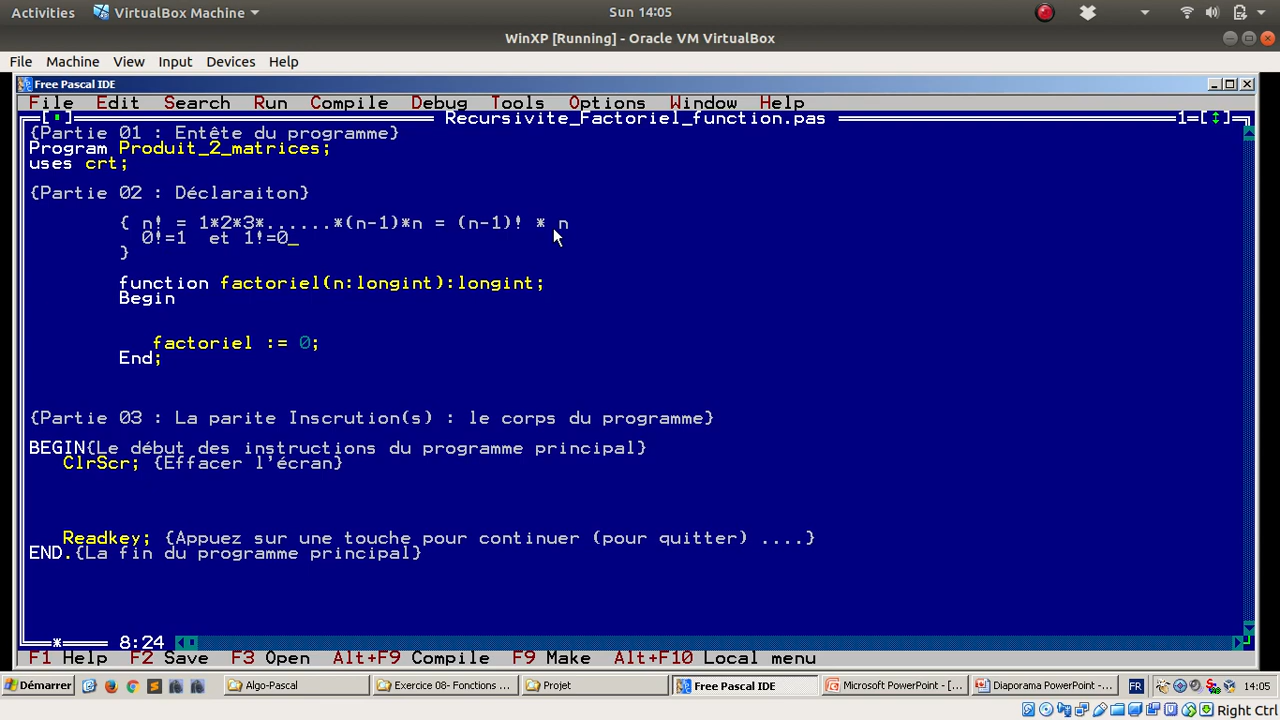 Activities VirtualBox Machine Sun 14:05
WinXP [Running] - Oracle VM VirtualBox
File Machine View Input Devices Help
Free Pascal IDE
File Edit Search Run Compile Debug Tools Options Window Help
Recursivite_Factoriel_function.pas 1
{Partie 01 : Entête du programme}
Program Produit_2_matrices;
uses crt;
{Partie 02 : Déclaraiton}
{ n! = 1*2*3*......*(n-1)*n = (n-1)! * n
0!=1 et 1!=0_
}
function factoriel(n:longint):longint;
Begin
factoriel := 0;
End;
{Partie 03 : La parite Inscrution(s) : le corps du programme}
BEGIN{Le début des instructions du programme principal}
ClrScr; {Effacer l'écran}
Readkey; {Appuez sur une touche pour continuer (pour quitter) ....}
END.{La fin du programme principal}
* 8:24
F1 Help F2 Save F3 Open Alt+F9 Compile F9 Make Alt+F10 Local menu
Démarrer Algo-Pascal Exercice 08- Fonctions ... Projet Free Pascal IDE Microsoft PowerPoint - [... Diaporama PowerPoint - ... FR 14:05
Right Ctrl